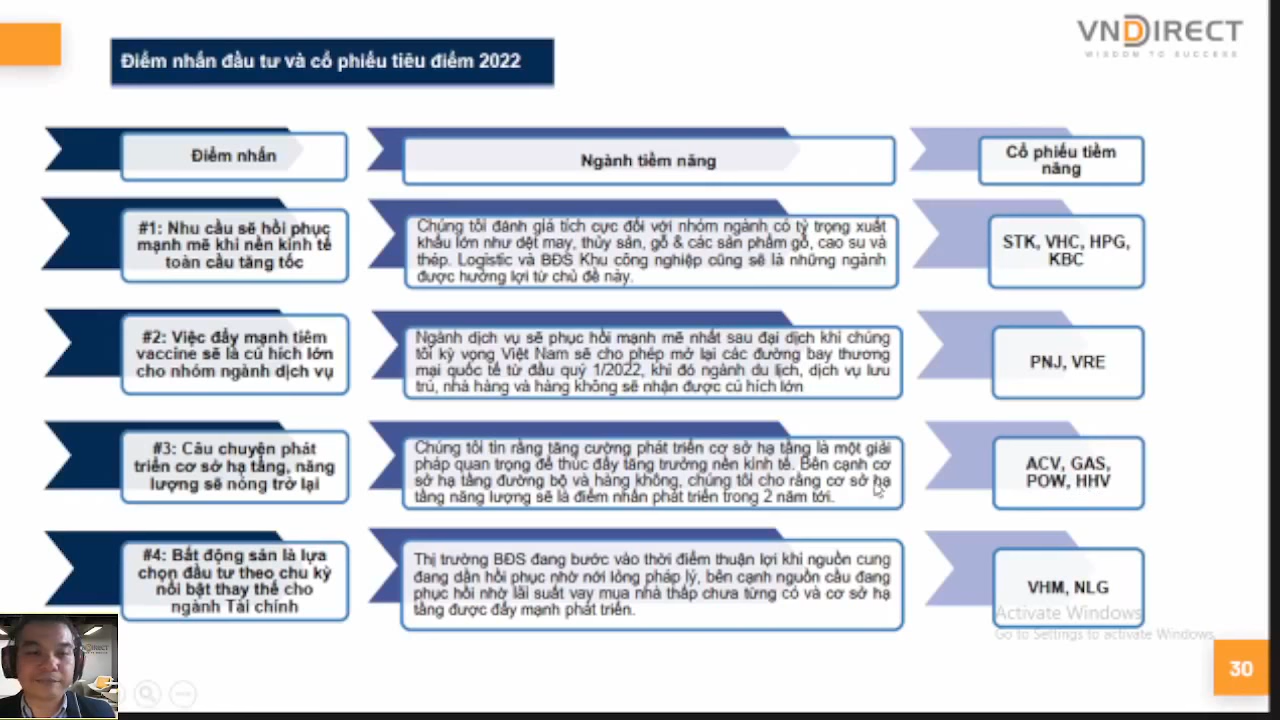 VNDIRECT
WISDOM TO SUCCESS
Điểm nhấn đầu tư và cổ phiếu tiêu điểm 2022
Điểm nhấn
Ngành tiềm năng
Cổ phiếu tiềm
năng
#1: Nhu cầu sẽ hồi phục
mạnh mẽ khi nền kinh tế
toàn cầu tăng tốc
Chúng tôi đánh giá tích cực đối với nhóm ngành có tỷ trọng xuất
khẩu lớn như dệt may, thủy sản, gỗ & các sản phẩm gỗ, cao su và
thép. Logistic và BĐS Khu công nghiệp cũng sẽ là những ngành
được hưởng lợi từ chủ đề này.
STK, VHC, HPG,
KBC
#2: Việc đẩy mạnh tiêm
vaccine sẽ là cú hích lớn
cho nhóm ngành dịch vụ
Ngành dịch vụ sẽ phục hồi mạnh mẽ nhất sau đại dịch khi chúng
tôi kỳ vọng Việt Nam sẽ cho phép mở lại các đường bay thương
mại quốc tế từ đầu quý 1/2022, khi đó ngành du lịch, dịch vụ lưu
trú, nhà hàng và hàng không sẽ nhận được cú hích lớn
PNJ, VRE
#3: Câu chuyện phát
triển cơ sở hạ tầng, năng
lượng sẽ nóng trở lại
Chúng tôi tin rằng tăng cường phát triển cơ sở hạ tầng là một giải
pháp quan trọng để thúc đẩy tăng trưởng nền kinh tế. Bên cạnh cơ
sở hạ tầng đường bộ và hàng không, chúng tôi cho rằng cơ sở hạ
tầng năng lượng sẽ là điểm nhấn phát triển trong 2 năm tới.
ACV, GAS,
POW, HHV
#4: Bất động sản là lựa
chọn đầu tư theo chu kỳ
nổi bật thay thế cho
ngành Tài chính
Thị trường BĐS đang bước vào thời điểm thuận lợi khi nguồn cung
đang dần hồi phục nhờ nới lỏng pháp lý, bên cạnh nguồn cầu đang
phục hồi nhờ lãi suất vay mua nhà thấp chưa từng có và cơ sở hạ
tầng được đẩy mạnh phát triển.
VHM, NLG
Activate Windows
Go to Settings to activate Windows.
30